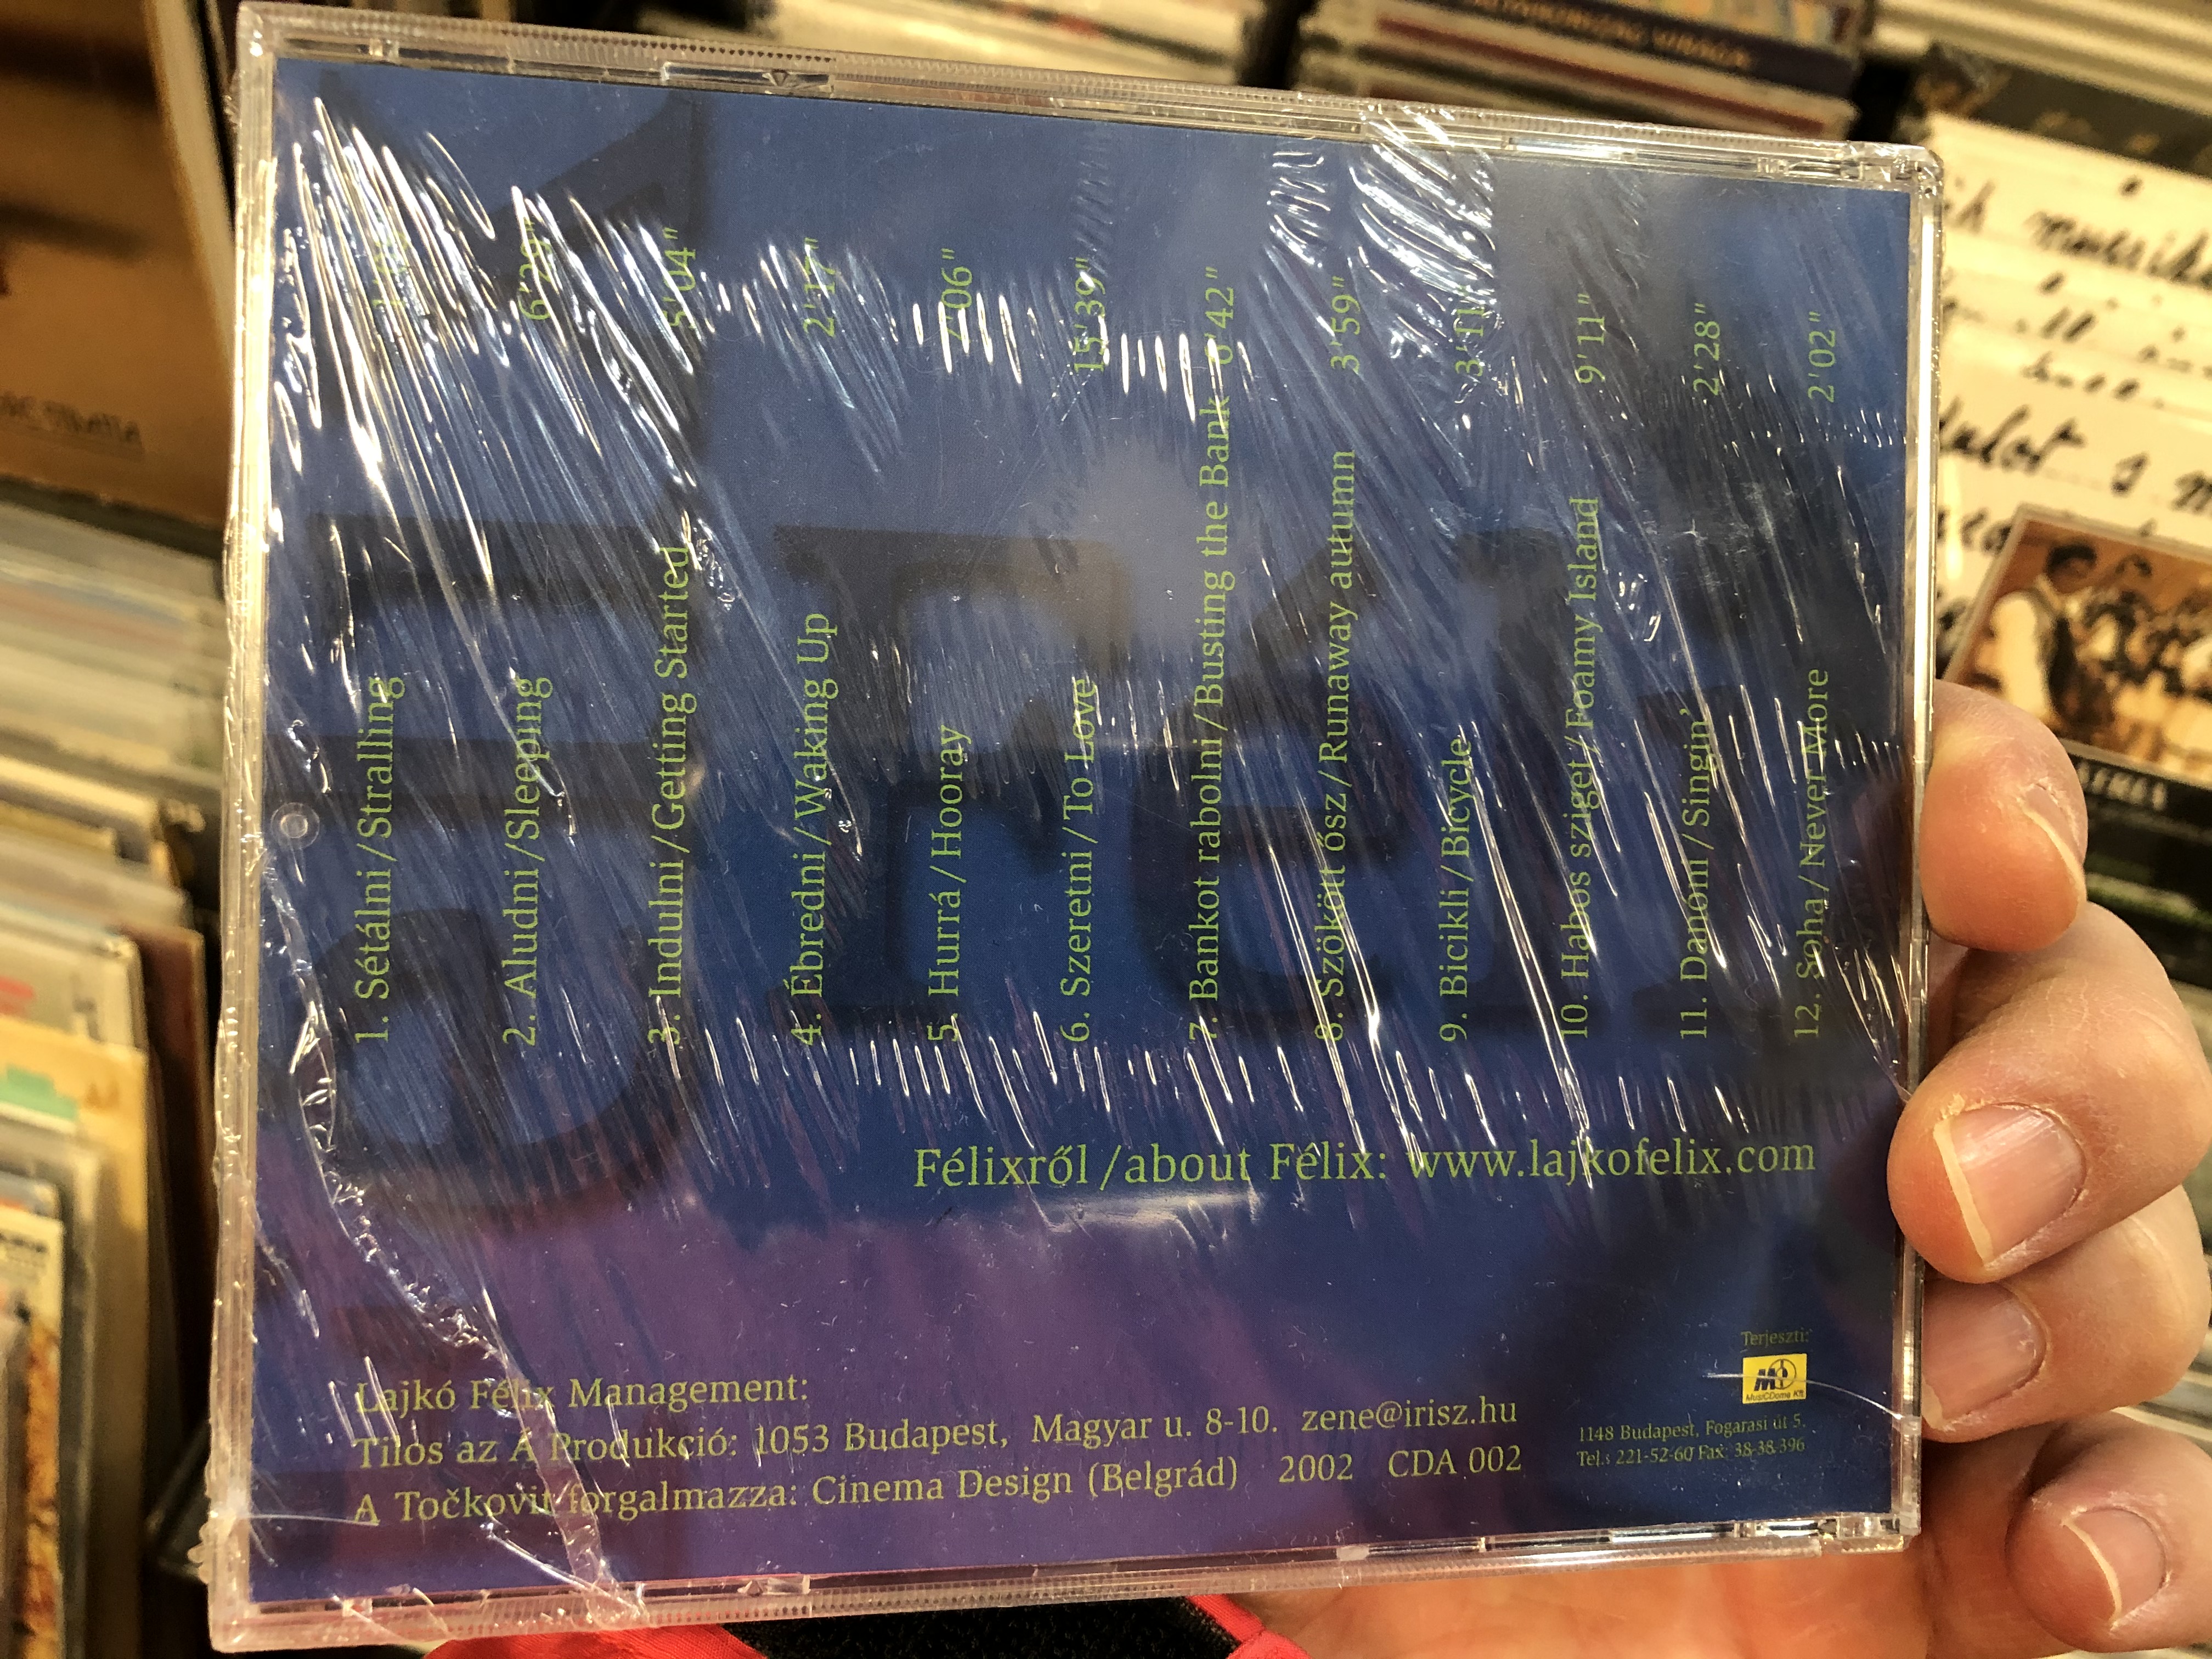 1. Sétálni/Stralling
2. Aludni/Sleeping 6'29"
3. Indulni/Getting Started 5'04"
4. Ébredni/Waking Up 2'17"
5. Hurrá/Hooray
6. Szeretni/To Love 15'39"
7. Bankot rabolni/Busting the Bank 6'42"
8. Szökött ősz/Runaway autumn 3'59"
9. Bicikli/Bicycle 3'11"
10. Habos sziget/Foamy Island 9'11"
11. Danoni/Singin' 2'28"
12. Soha/Never More 2'02"
Félixről/about Félix: www.lajkofelix.com
Lajkó Félix Management:
Tilos az Á Produkció: 1053 Budapest, Magyar u. 8-10. zene@irisz.hu
A Točkovit forgalmazza: Cinema Design (Belgrád) 2002 CDA 002
Terjeszti:
MusiCDome Kft
1148 Budapest, Fogarasi út 5.
Tel.: 221-52-60 Fax: 38-38-396